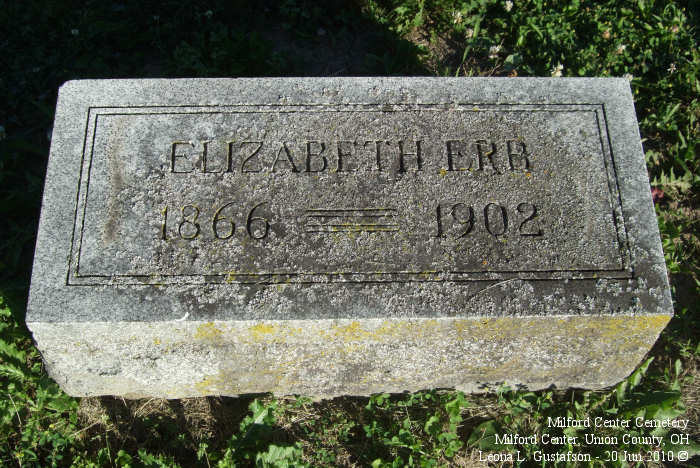 ELIZABETH ERB
1866 1902
Milford Center Cemetery
Milford Center, Union County, OH
Leona L. Gustafson - 20 Jun 2010 ©